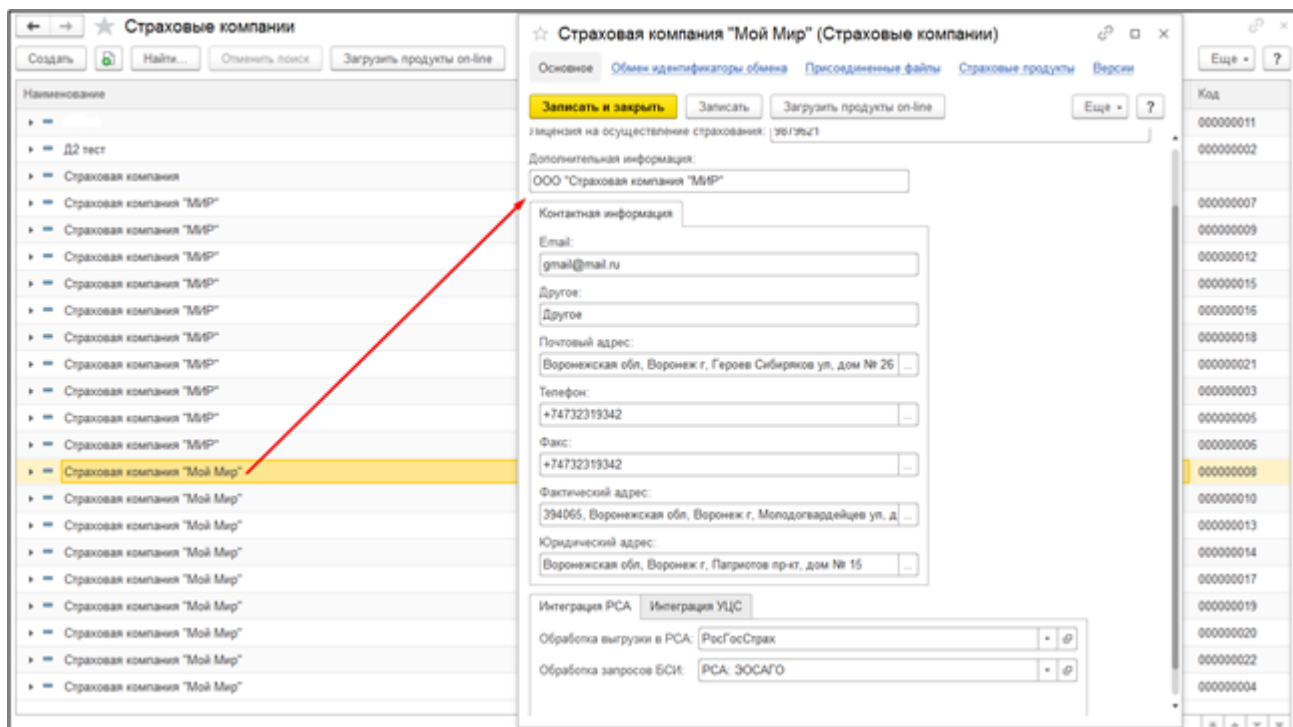 Страховые компании
Создать Найти... Отменить поиск Загрузить продукты on-line Еще ?
Наименование Код
000000011
Д2 тест 000000002
Страховая компания
Страховая компания "МИР" 000000007
Страховая компания "МИР" 000000009
Страховая компания "МИР" 000000012
Страховая компания "МИР" 000000015
Страховая компания "МИР" 000000016
Страховая компания "МИР" 000000018
Страховая компания "МИР" 000000021
Страховая компания "МИР" 000000003
Страховая компания "МИР" 000000005
Страховая компания "МИР" 000000006
Страховая компания "Мой Мир" 000000008
Страховая компания "Мой Мир" 000000010
Страховая компания "Мой Мир" 000000013
Страховая компания "Мой Мир" 000000014
Страховая компания "Мой Мир" 000000017
Страховая компания "Мой Мир" 000000019
Страховая компания "Мой Мир" 000000020
Страховая компания "Мой Мир" 000000022
Страховая компания "Мой Мир" 000000004
Страховая компания "Мой Мир" (Страховые компании)
Основное Обмен идентификаторы обмена Присоединенные файлы Страховые продукты Версии
Записать и закрыть Записать Загрузить продукты on-line Еще ?
Лицензия на осуществление страхования: 9879621
Дополнительная информация:
ООО "Страховая компания "МИР"
Контактная информация
Email:
gmail@mail.ru
Другое:
Другое
Почтовый адрес:
Воронежская обл, Воронеж г, Героев Сибиряков ул, дом № 26 ...
Телефон:
+74732319342 ...
Факс:
+74732319342 ...
Фактический адрес:
394065, Воронежская обл, Воронеж г, Молодогвардейцев ул, д ...
Юридический адрес:
Воронежская обл, Воронеж г, Патриотов пр-кт, дом № 15 ...
Интеграция РСА Интеграция УЦС
Обработка выгрузки в РСА: РосГосСтрах
Обработка запросов БСИ: РСА: ЭОСАГО